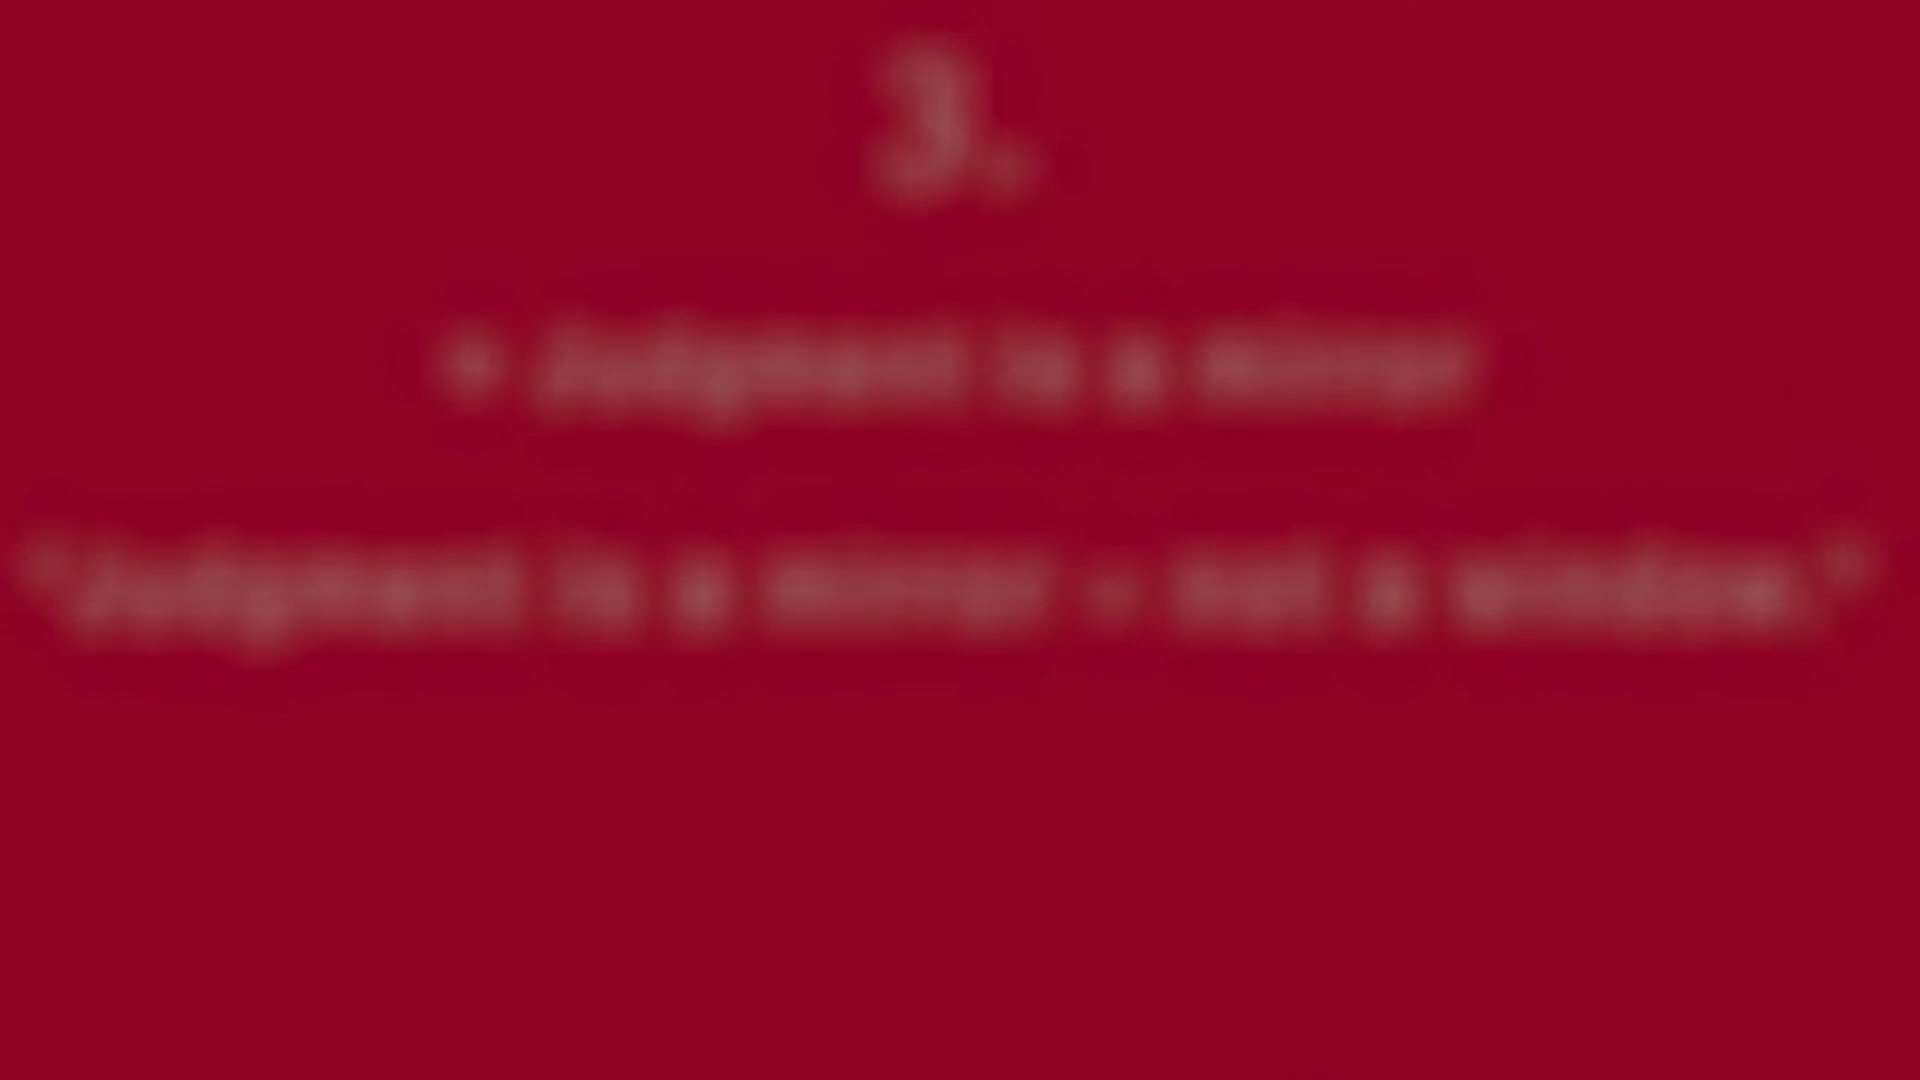 3.
• Judgment is a mirror
"Judgment is a mirror - not a window."